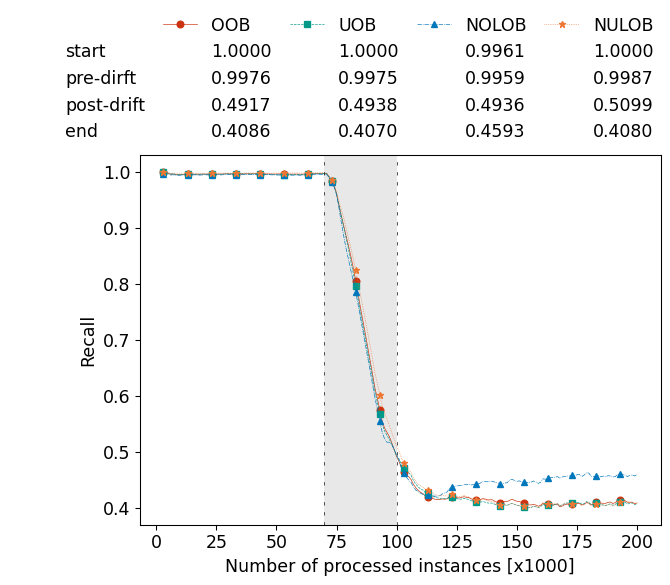 OOB UOB NOLOB NULOB
start 1.0000 1.0000 0.9961 1.0000
pre-dirft 0.9976 0.9975 0.9959 0.9987
post-drift 0.4917 0.4938 0.4936 0.5099
end 0.4086 0.4070 0.4593 0.4080
1.0
0.9
0.8
0.7
0.6
0.5
0.4
Recall
0 25 50 75 100 125 150 175 200
Number of processed instances [x1000]